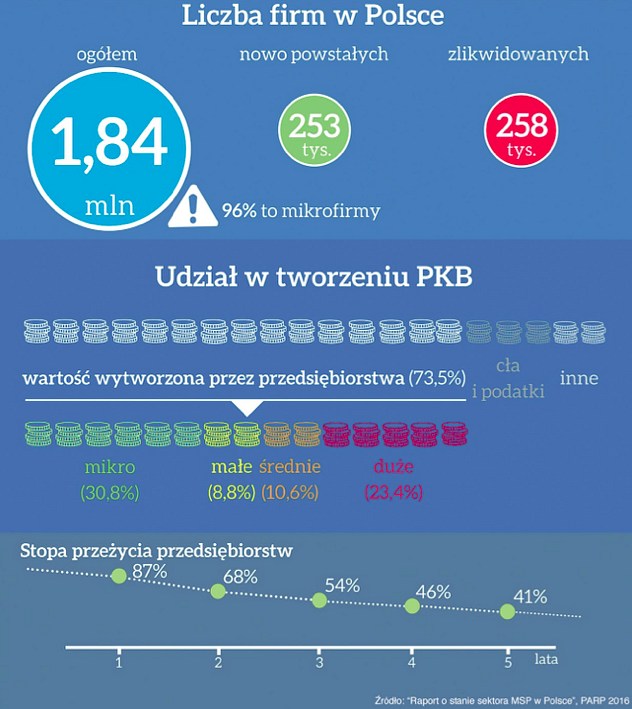 Liczba firm w Polsce
ogółem
nowo powstałych
zlikwidowanych
1,84
mln
253
tys.
258
tys.
96% to mikrofirmy
Udział w tworzeniu PKB
wartość wytworzona przez przedsiębiorstwa (73,5%)
cła
i podatki
inne
mikro
(30,8%)
małe
(8,8%)
średnie
(10,6%)
duże
(23,4%)
Stopa przeżycia przedsiębiorstw
87%
68%
54%
46%
41%
1
2
3
4
5
lata
Źródło: "Raport o stanie sektora MSP w Polsce", PARP 2016